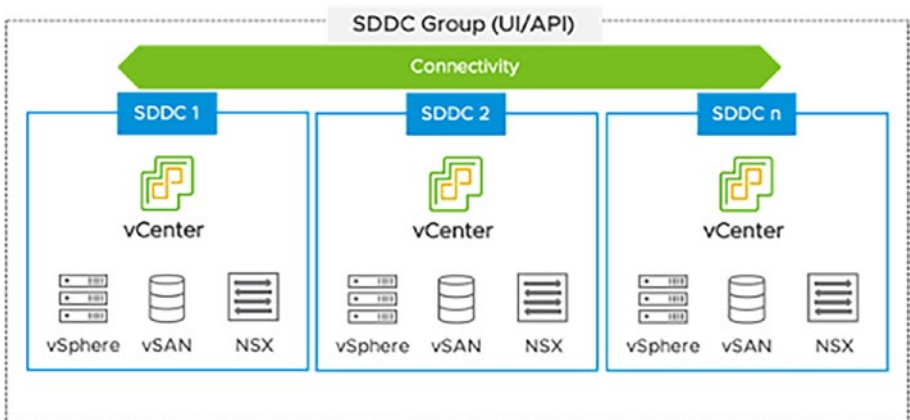 SDDC Group (UI/API)
Connectivity
SDDC 1
SDDC 2
SDDC n
vCenter
vCenter
vCenter
vSphere vSAN NSX
vSphere vSAN NSX
vSphere vSAN NSX